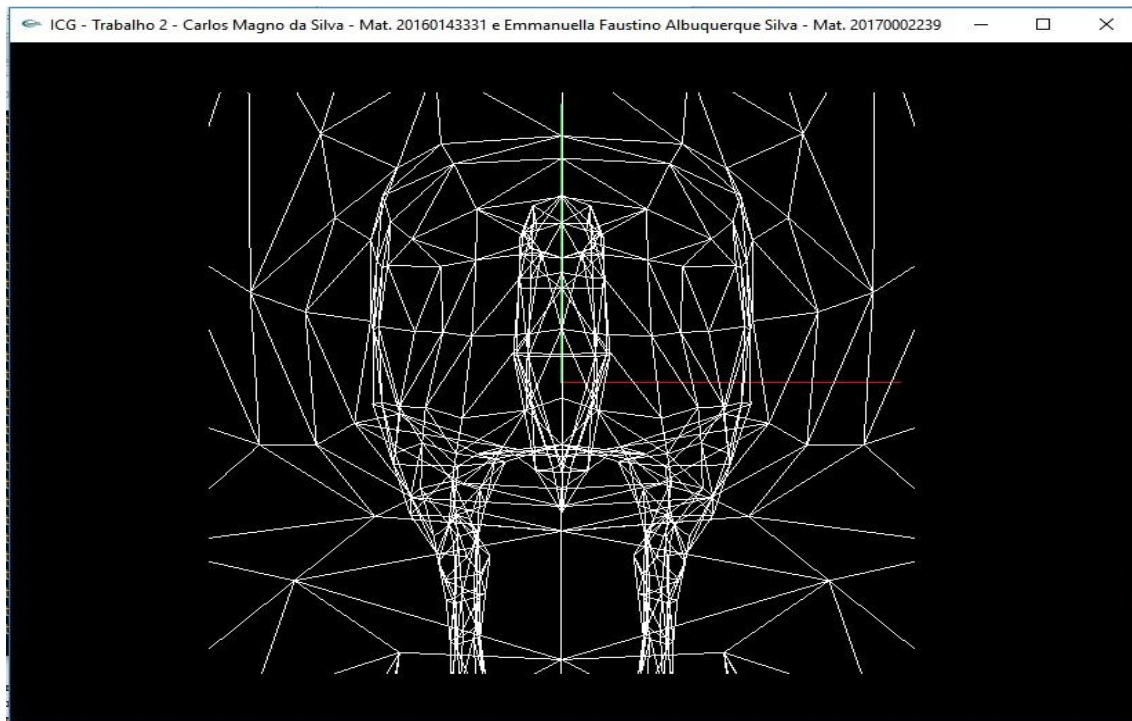 ICG - Trabalho 2 - Carlos Magno da Silva - Mat. 20160143331 e Emmanuella Faustino Albuquerque Silva - Mat. 20170002239